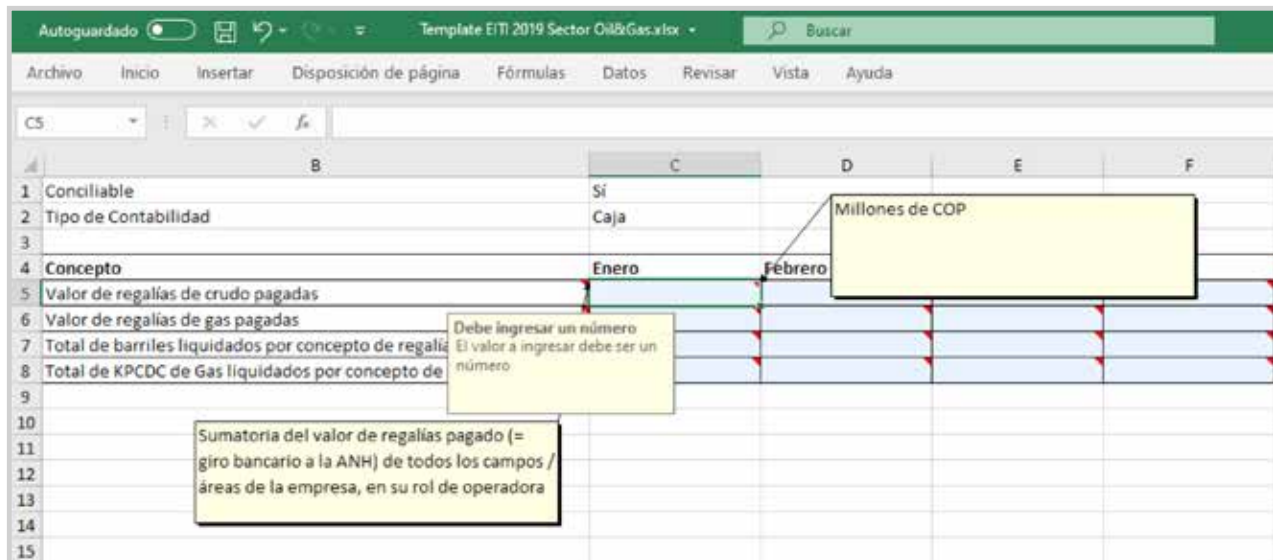 Autoguardado Template EITI 2019 Sector Oil&Gas.xlsx Buscar
Archivo Inicio Insertar Disposición de página Fórmulas Datos Revisar Vista Ayuda
C5 fx
B C D E F
1 Conciliable Sí
2 Tipo de Contabilidad Caja
3
4 Concepto Enero Febrero
Millones de COP
5 Valor de regalías de crudo pagadas
6 Valor de regalías de gas pagadas
7 Total de barriles liquidados por concepto de
8 Total de KPCDC de Gas liquidados por concepto de
Debe ingresar un número
El valor a ingresar debe ser un
número
9
10
11
12
13
14
15
Sumatoria del valor de regalías pagado (=
giro bancario a la ANH) de todos los campos /
áreas de la empresa, en su rol de operadora